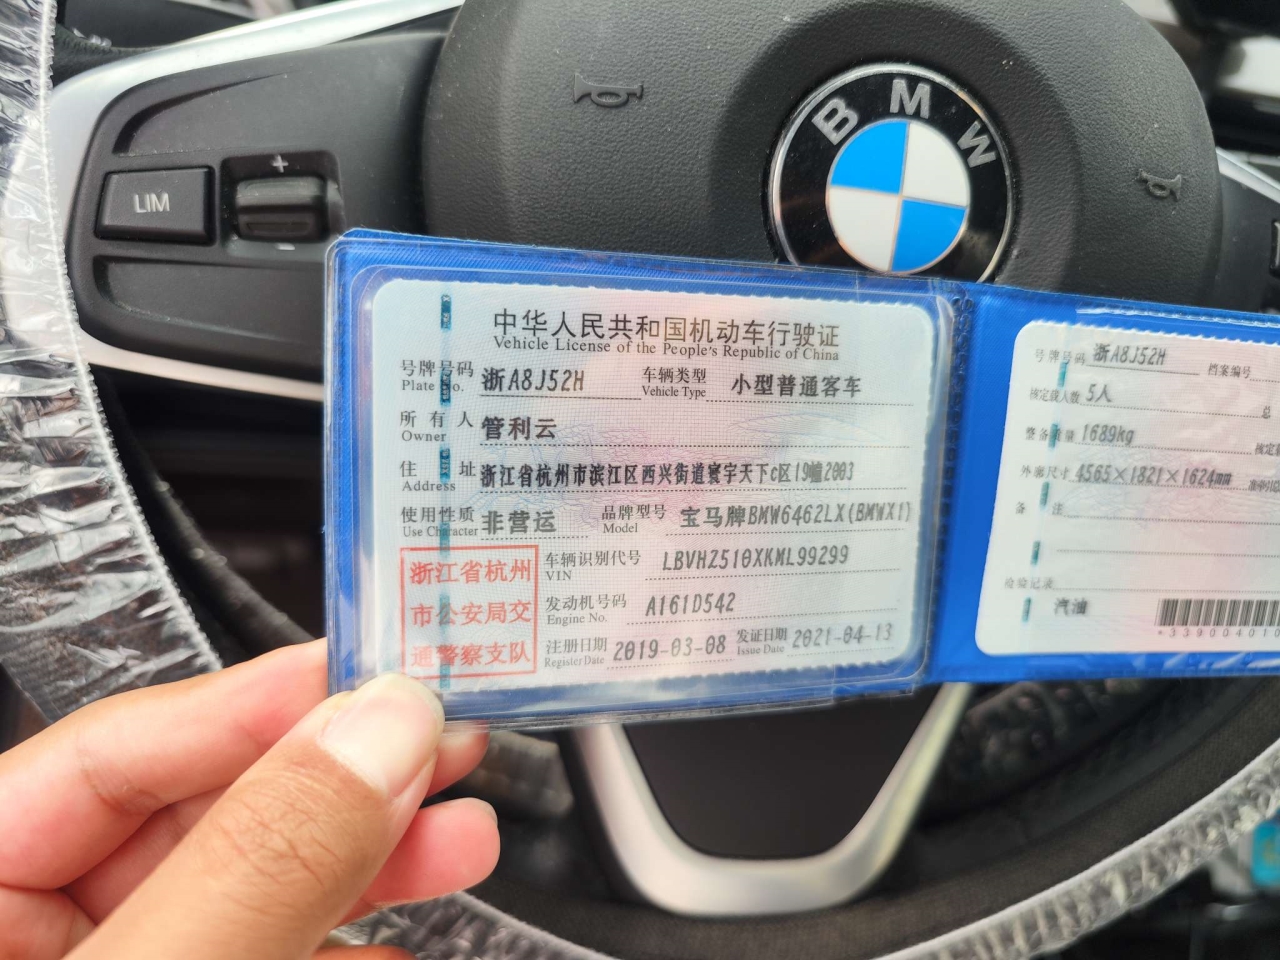 BMW
LIM
+
-
中华人民共和国机动车行驶证
Vehicle License of the People's Republic of China
号牌号码 浙A8J52H 车辆类型 小型普通客车
Plate No. Vehicle Type
所有人 管利云
Owner
住址 浙江省杭州市滨江区西兴街道寰宇天下c区19幢2003
Address
使用性质 非营运 品牌型号 宝马牌BMW6462LX(BMWX1)
Use Character Model
浙江省杭州
市公安局交
通警察支队
车辆识别代号 LBVHZ510XKML99299
VIN
发动机号码 A161D542
Engine No.
注册日期 2019-03-08 发证日期 2021-04-13
Register Date Issue Date
号牌号码 浙A8J52H 档案编号
核定载人数 5人 总
整备质量 1689kg 核定
外廓尺寸 4565×1821×1624mm
备注
检验记录
汽油
*339004010